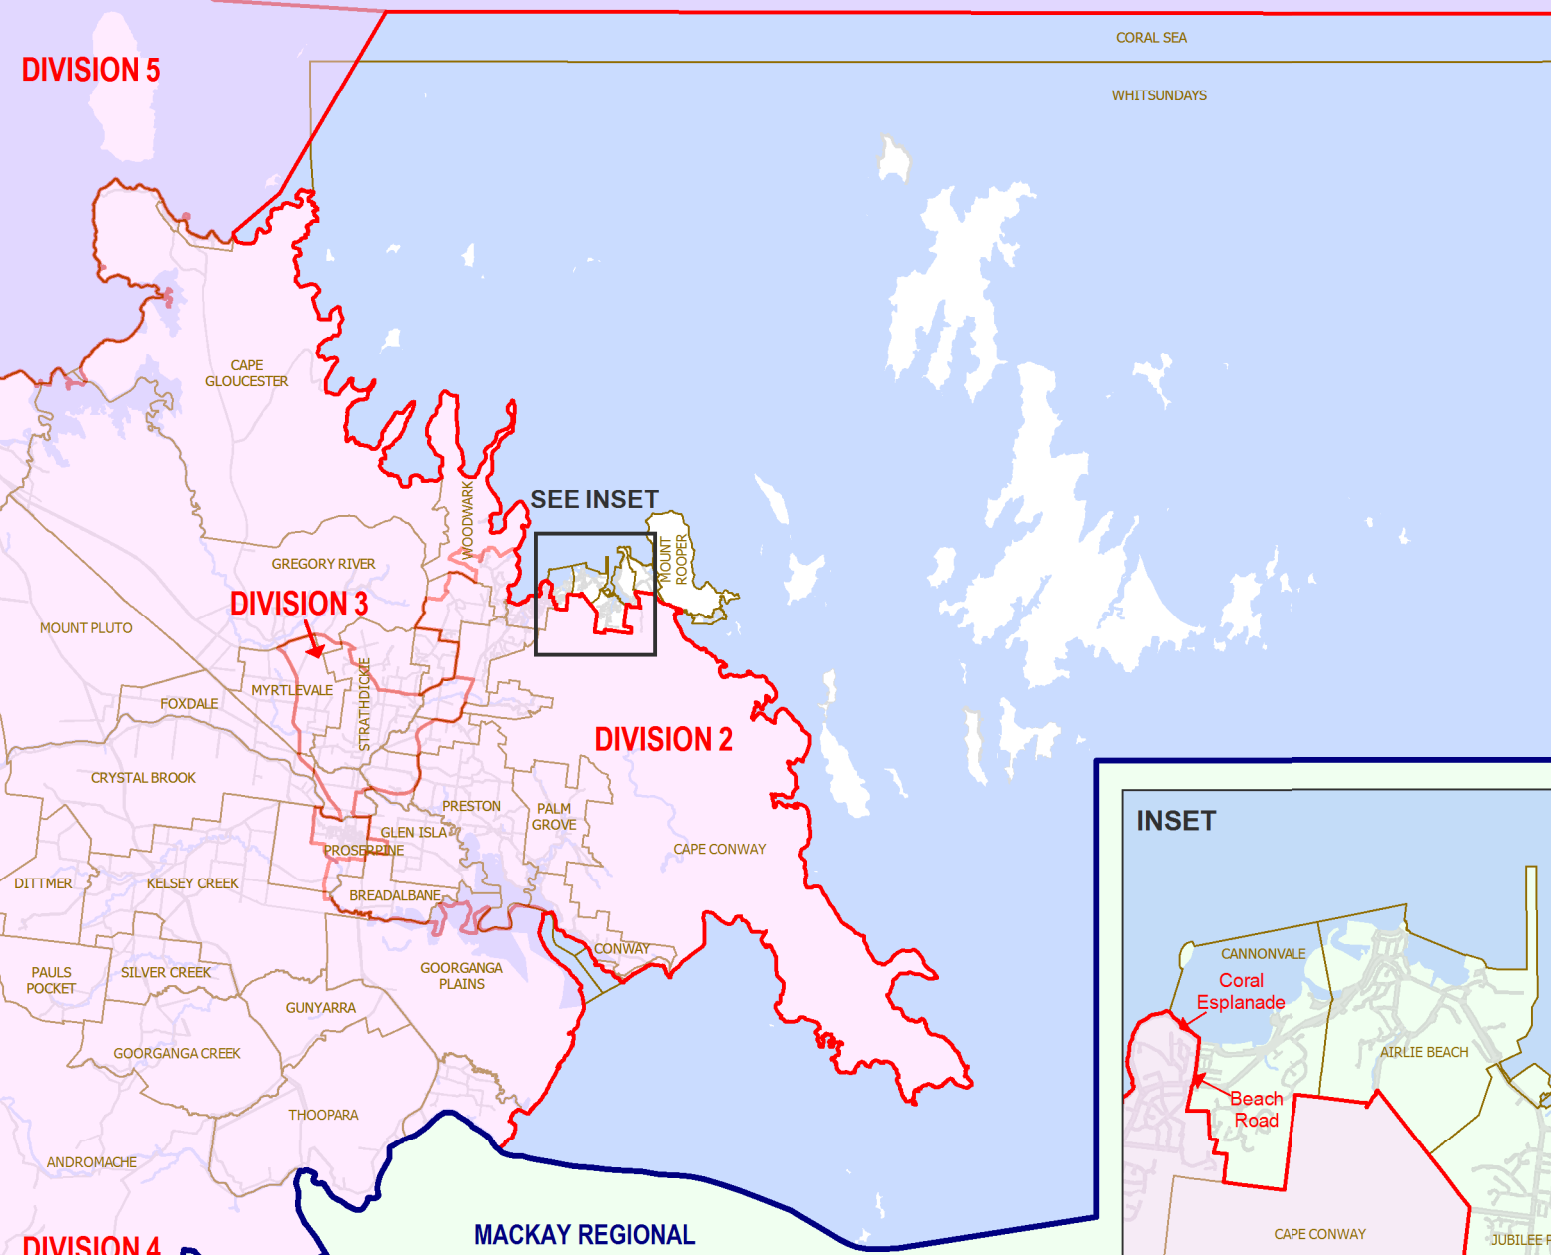 CORAL SEA
DIVISION 5
WHITSUNDAYS
CAPE
GLOUCESTER
WOODWARK
SEE INSET
MOUNT
ROOPER
GREGORY RIVER
DIVISION 3
MOUNT PLUTO
MYRTLEVALE
STRATHDICKIE
FOXDALE
DIVISION 2
CRYSTAL BROOK
PRESTON
PALM
GROVE
GLEN ISLA
PROSERPINE
CAPE CONWAY
DITTMER
KELSEY CREEK
BREADALBANE
CONWAY
PAULS
POCKET
SILVER CREEK
GOORGANGA
PLAINS
GUNYARRA
GOORGANGA CREEK
THOOPARA
ANDROMACHE
DIVISION 4
MACKAY REGIONAL
INSET
CANNONVALE
Coral
Esplanade
AIRLIE BEACH
Beach
Road
CAPE CONWAY
JUBILEE